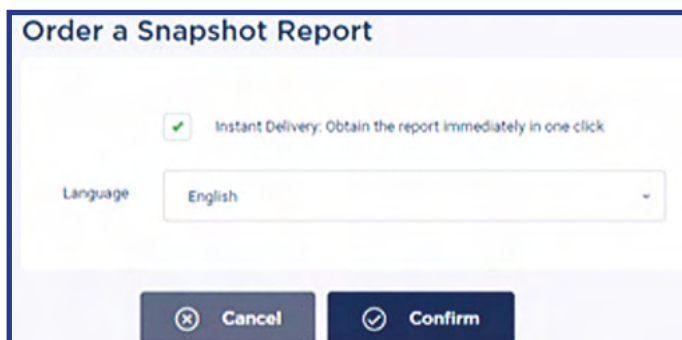 Order a Snapshot Report
Instant Delivery: Obtain the report immediately in one click
Language English
Cancel Confirm